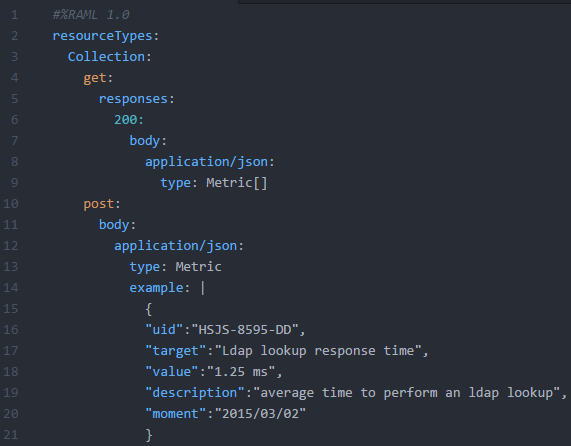 1 #%RAML 1.0
2 resourceTypes:
3   Collection:
4     get:
5       responses:
6         200:
7           body:
8             application/json:
9               type: Metric[]
10     post:
11       body:
12         application/json:
13           type: Metric
14           example: |
15             {
16             "uid":"HSJS-8595-DD",
17             "target":"Ldap lookup response time",
18             "value":"1.25 ms",
19             "description":"average time to perform an ldap lookup",
20             "moment":"2015/03/02"
21             }